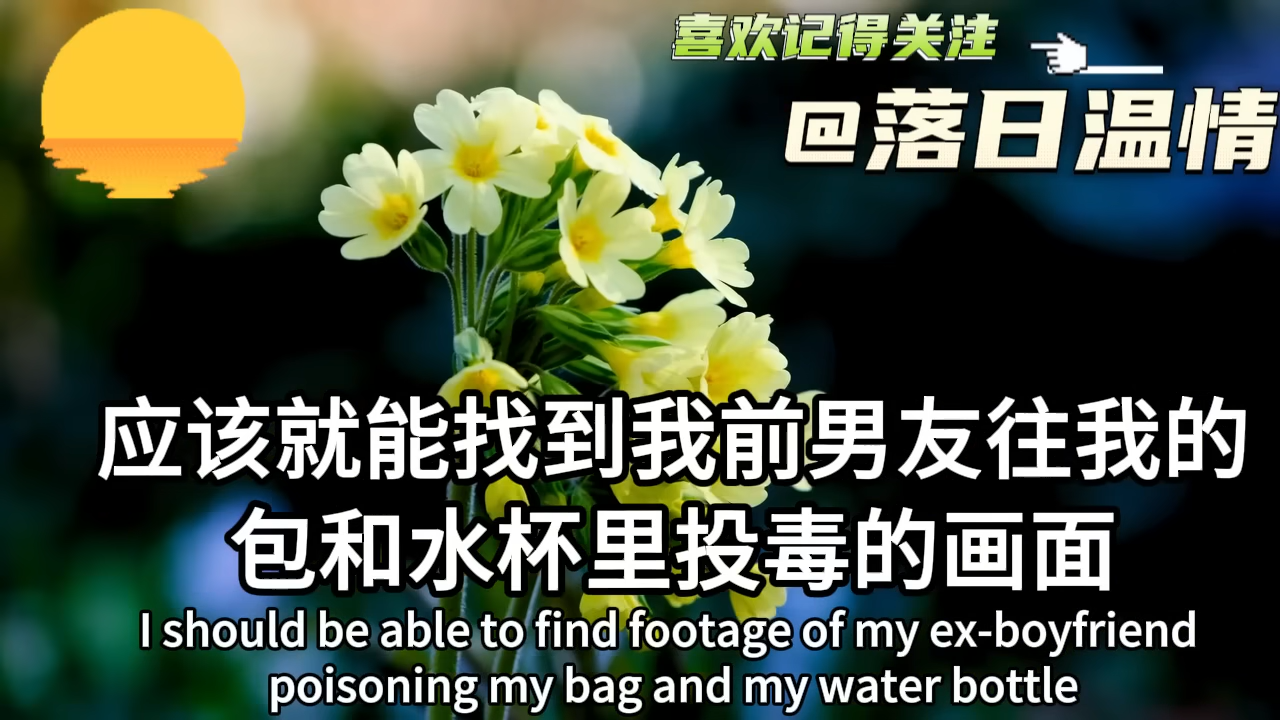 喜欢记得关注
@落日温情
应该就能找到我前男友往我的
包和水杯里投毒的画面
I should be able to find footage of my ex-boyfriend
poisoning my bag and my water bottle